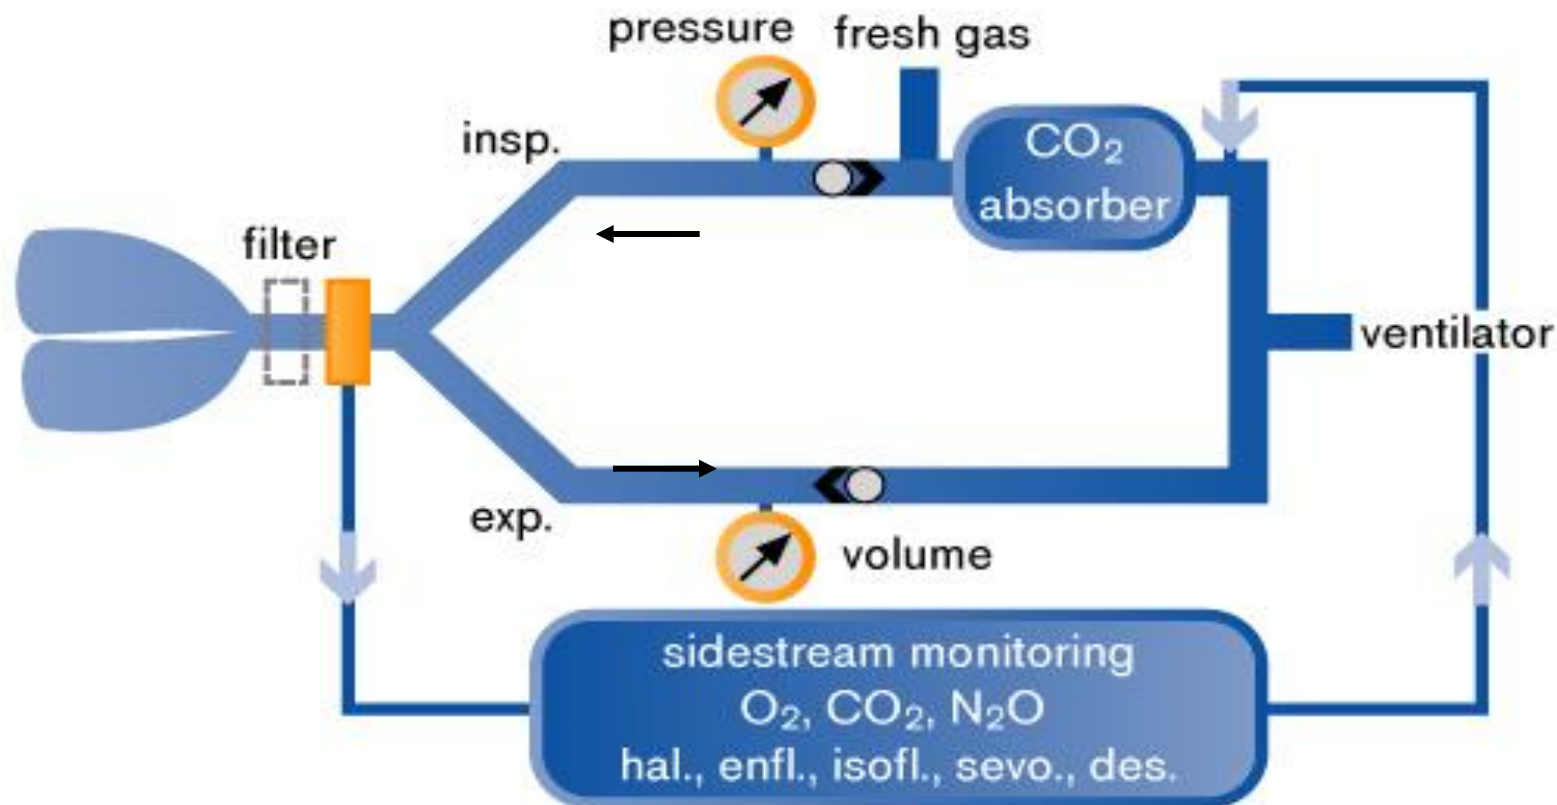 pressure
fresh gas
insp.
CO₂
absorber
filter
ventilator
exp.
volume
sidestream monitoring
O₂, CO₂, N₂O
hal., enfl., isofl., sevo., des.